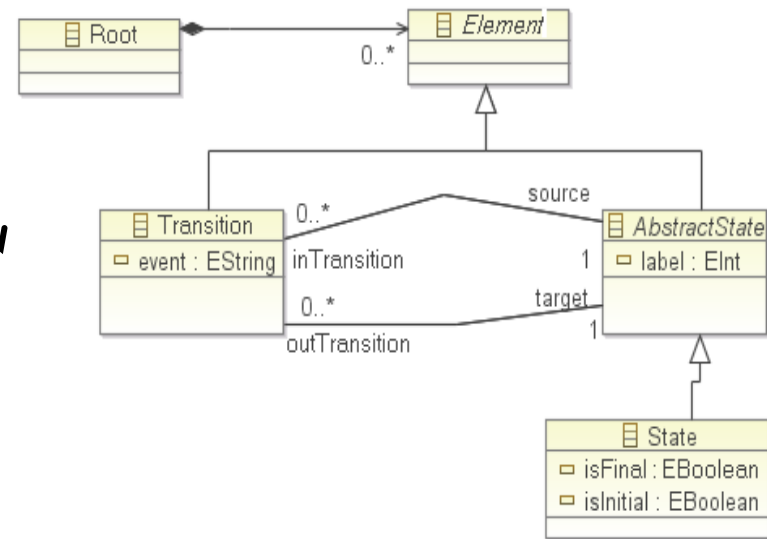 Root
Element
0..*
source
0..*
Transition
AbstractState
event : EString
inTransition
1
label : EInt
target
0..*
1
outTransition
State
isFinal : EBoolean
isInitial : EBoolean